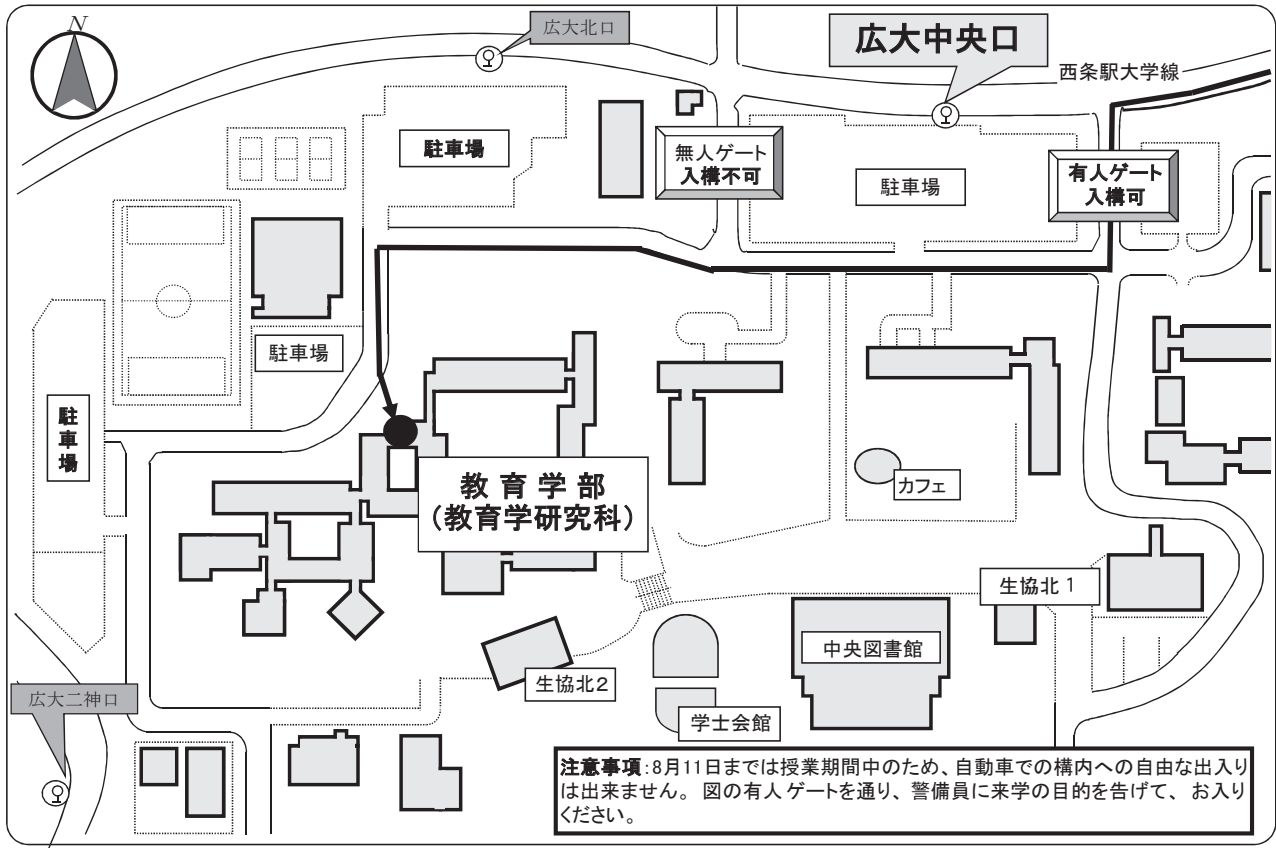 N
広大北口
広大中央口
西条駅大学線
駐車場
無人ゲート
入構不可
駐車場
有人ゲート
入構可
駐車場
駐車場
教育学部
（教育学研究科）
カフェ
生協北１
中央図書館
生協北２
学士会館
広大二神口
注意事項：8月11日までは授業期間中のため、自動車での構内への自由な出入り
は出来ません。図の有人ゲートを通り、警備員に来学の目的を告げて、お入り
ください。